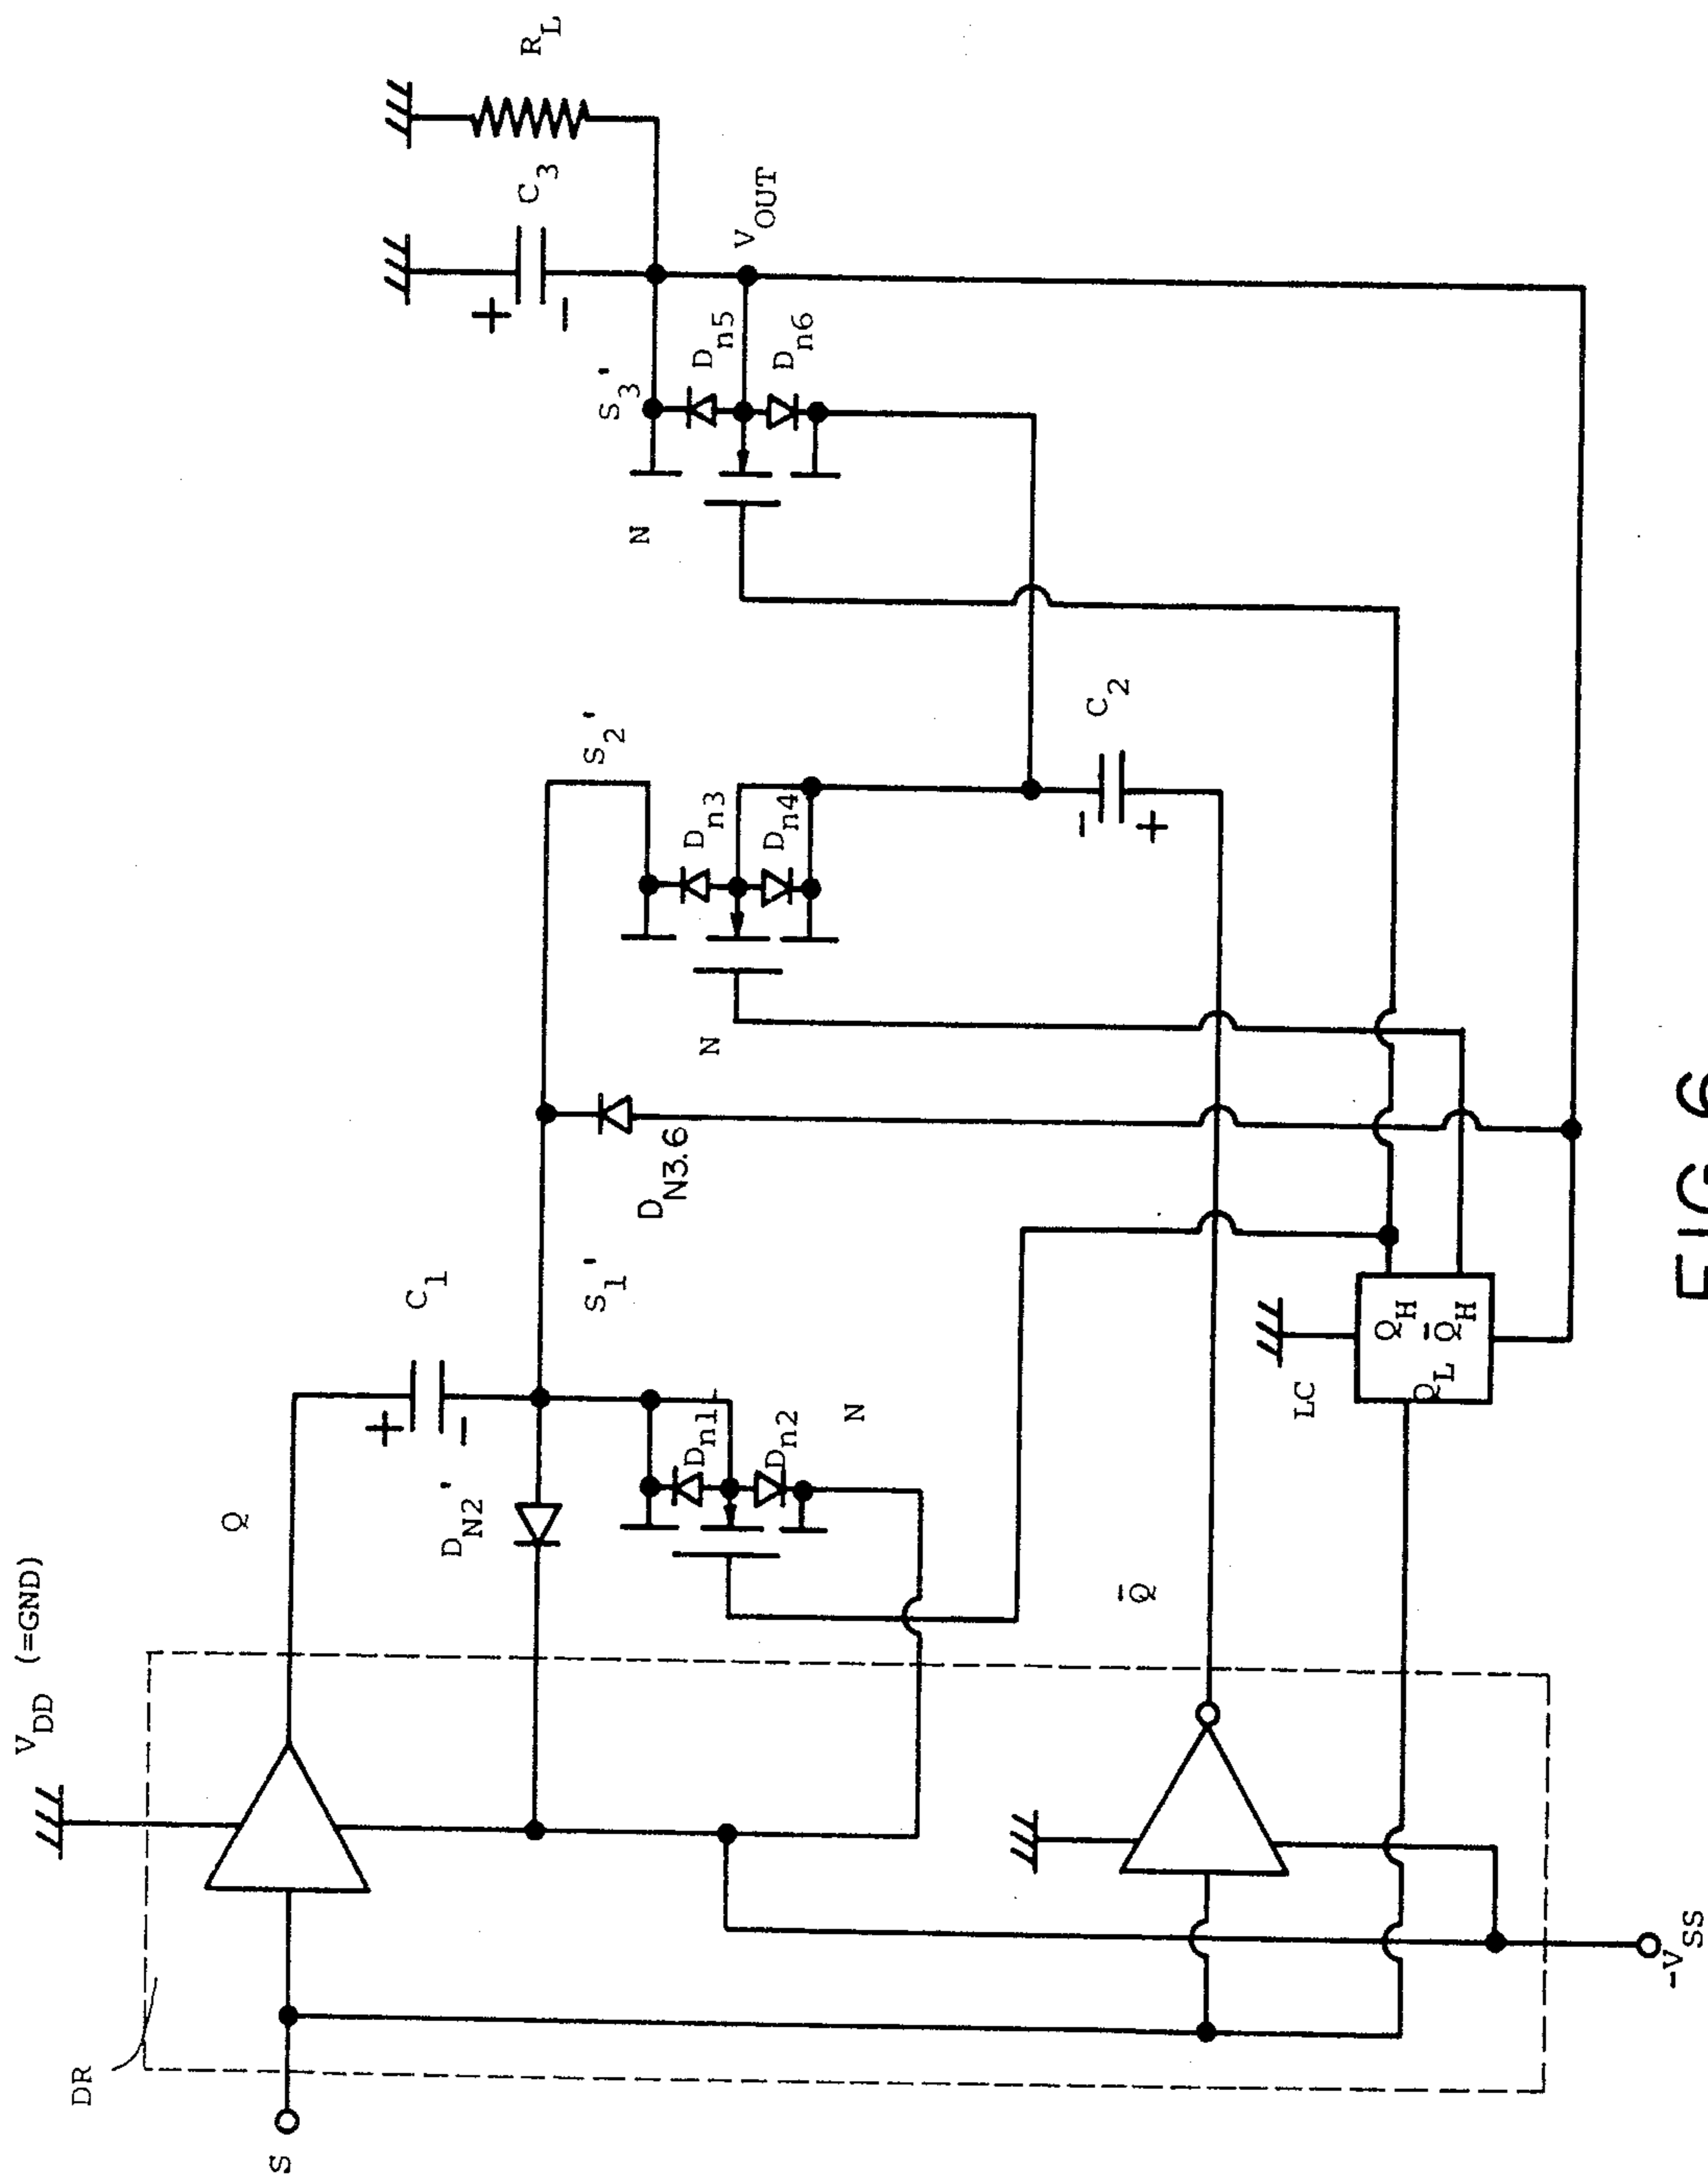 V_DD (=GND)
DR
S
Q
C_1
+
−
D_N2'
S_1'
D_n1
D_n2
N
D_N3.6
S_2'
D_n3
D_n4
N
C_2
−
+
S_3'
D_n5
D_n6
N
C_3
+
−
R_L
V_OUT
Q̄
LC
Q_H
Q̄_H
Q_L
-V_SS
FIG 6